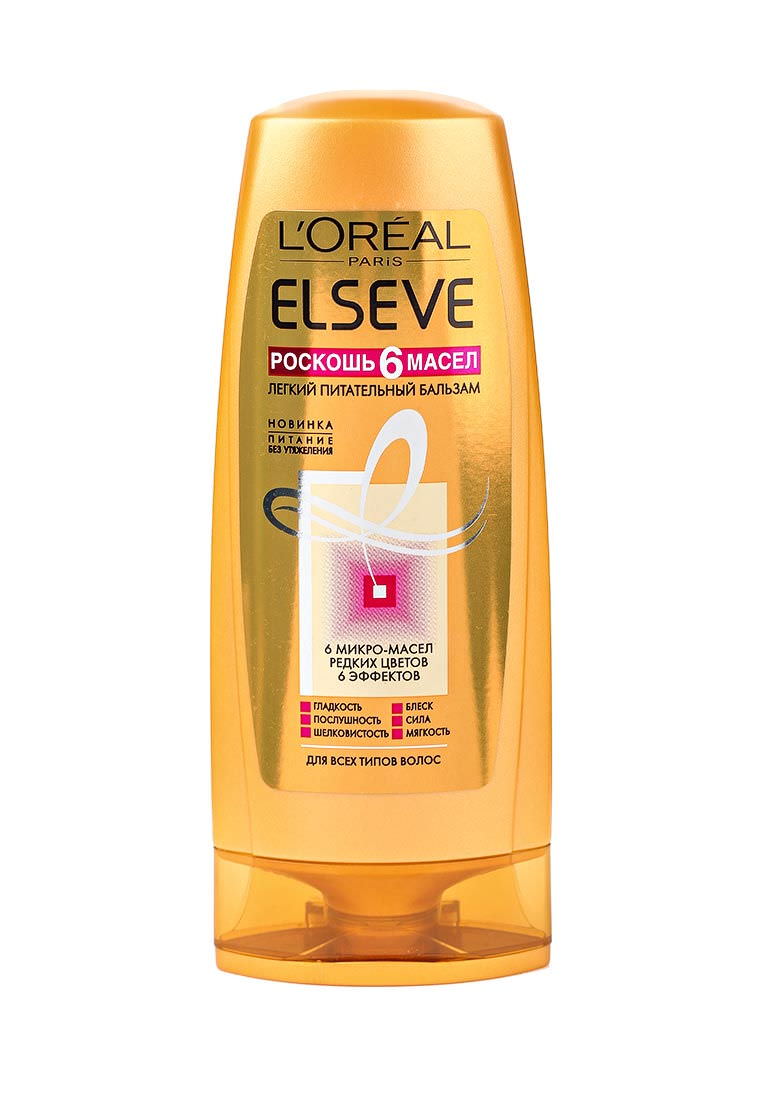 L'ORÉAL
PARIS
ELSEVE
РОСКОШЬ 6 МАСЕЛ
ЛЕГКИЙ ПИТАТЕЛЬНЫЙ БАЛЬЗАМ
НОВИНКА
ПИТАНИЕ
БЕЗ УТЯЖЕЛЕНИЯ
6 МИКРО-МАСЕЛ
РЕДКИХ ЦВЕТОВ
6 ЭФФЕКТОВ
ГЛАДКОСТЬ БЛЕСК
ПОСЛУШНОСТЬ СИЛА
ШЕЛКОВИСТОСТЬ МЯГКОСТЬ
ДЛЯ ВСЕХ ТИПОВ ВОЛОС